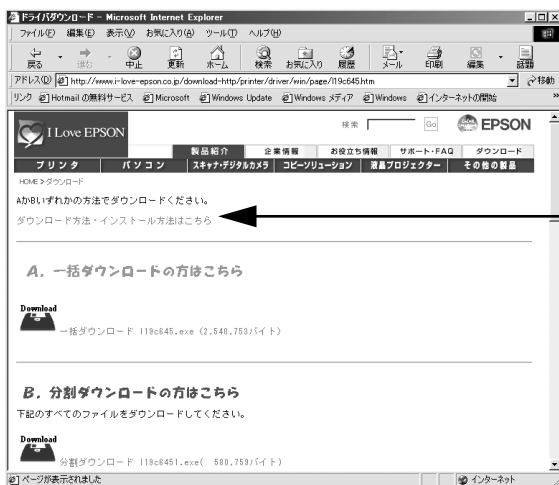 ドライバダウンロード - Microsoft Internet Explorer
ファイル(F) 編集(E) 表示(V) お気に入り(A) ツール(T) ヘルプ(H)
戻る 進む 中止 更新 ホーム 検索 お気に入り 履歴 メール 印刷 編集 話題
アドレス(D) http://www.i-love-epson.co.jp/download-http/printer/driver/win/page/l19c645.htm 移動
リンク Hotmail の無料サービス Microsoft Windows Update Windows メディア Windows インターネットの開始 »
I Love EPSON 検索 Go EPSON
製品紹介 企業情報 お役立ち情報 サポート・FAQ ダウンロード
プリンタ パソコン スキャナ・デジタルカメラ コピーソリューション 液晶プロジェクター その他の製品
HOME > ダウンロード
AかBいずれかの方法でダウンロードください。
ダウンロード方法・インストール方法はこちら
A. 一括ダウンロードの方はこちら
Download
一括ダウンロード l19c645.exe (2,540,753バイト)
B. 分割ダウンロードの方はこちら
下記のすべてのファイルをダウンロードしてください。
Download
分割ダウンロード l19c6451.exe( 580,759バイト)
ページが表示されました インターネット